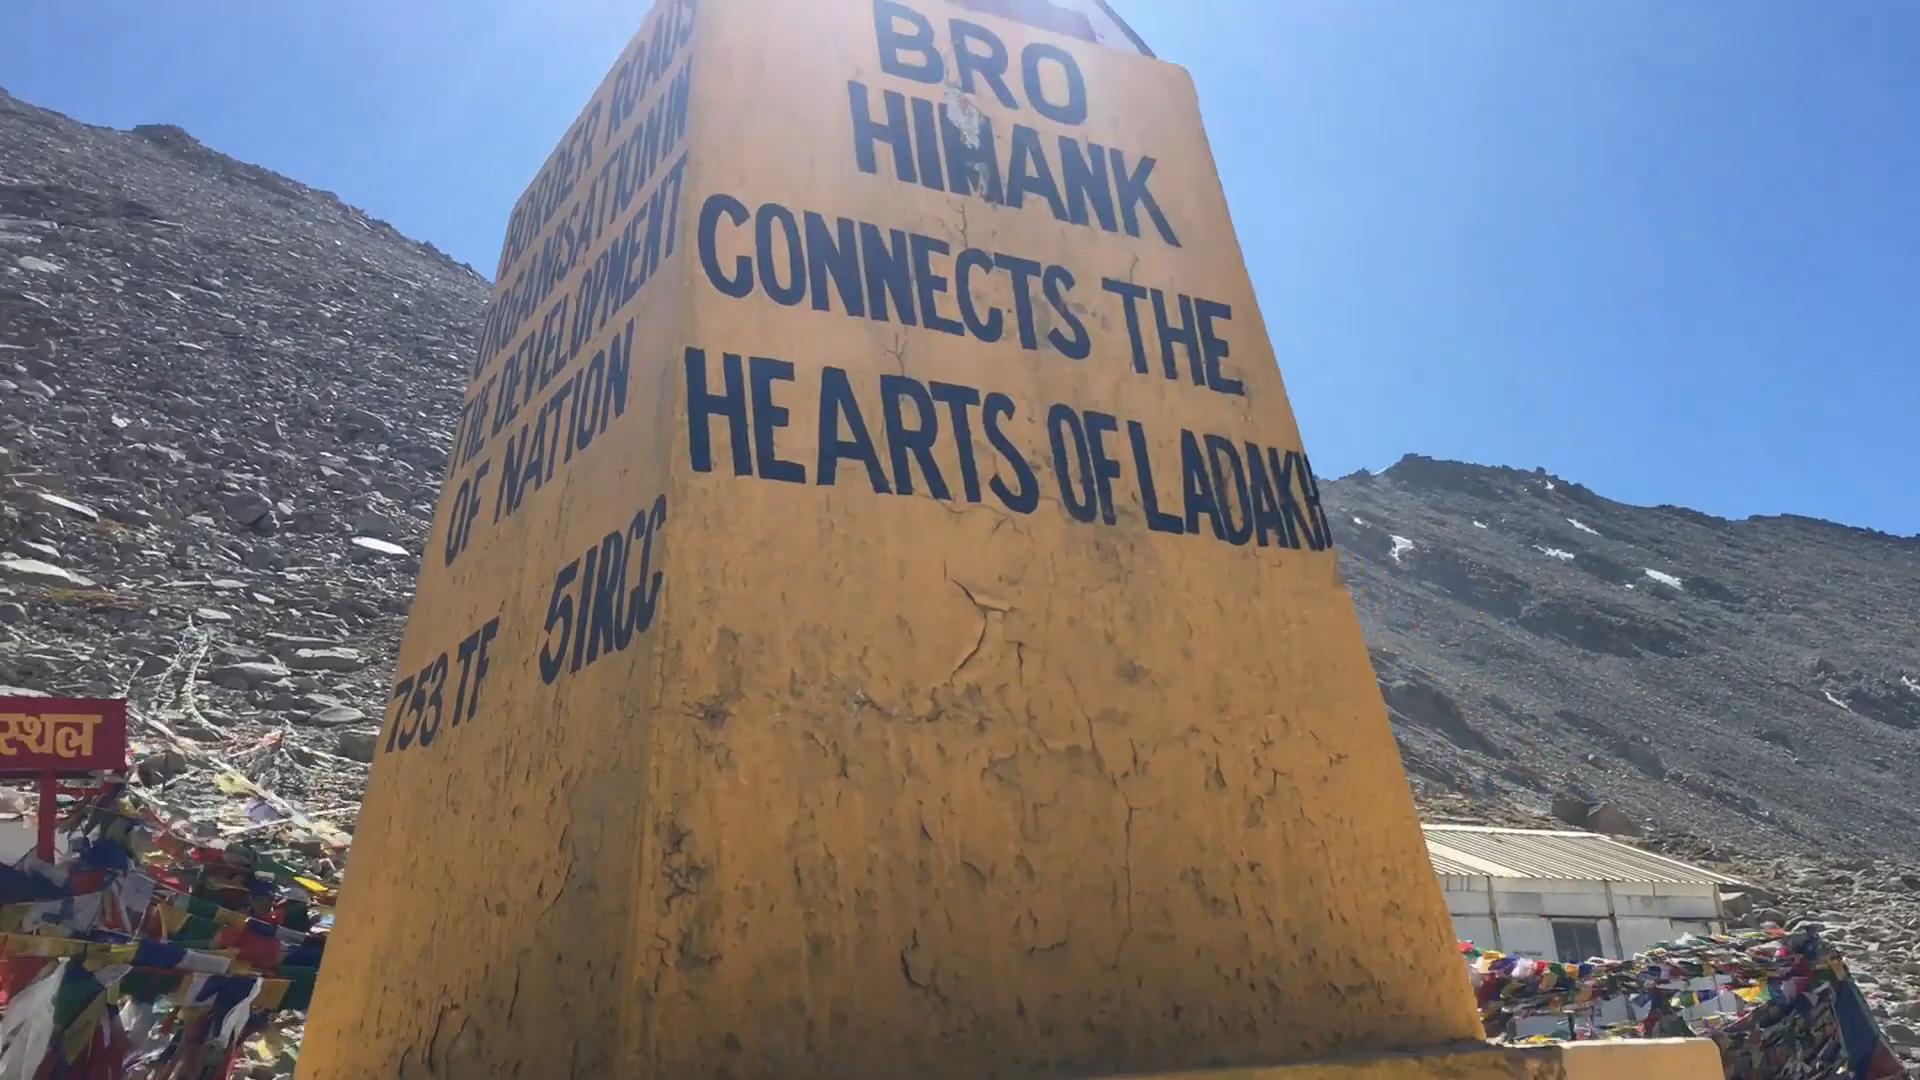 BRO
HIMANK
CONNECTS THE
HEARTS OF LADAKH
BORDER ROADS
ORGANISATION IN
THE DEVELOPMENT
OF NATION
753 TF 51RCC
स्थल